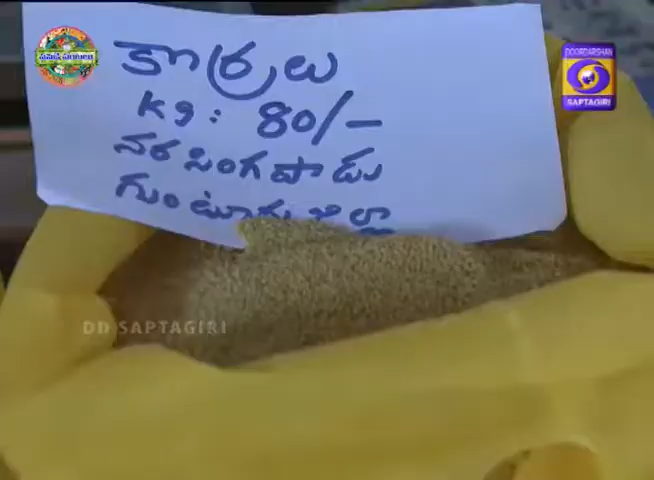 కొర్రలు
kg: 80/-
నరసింగపాడు
గుంటూరు జిల్లా
DOORDARSHAN
SAPTAGIRI
DD SAPTAGIRI